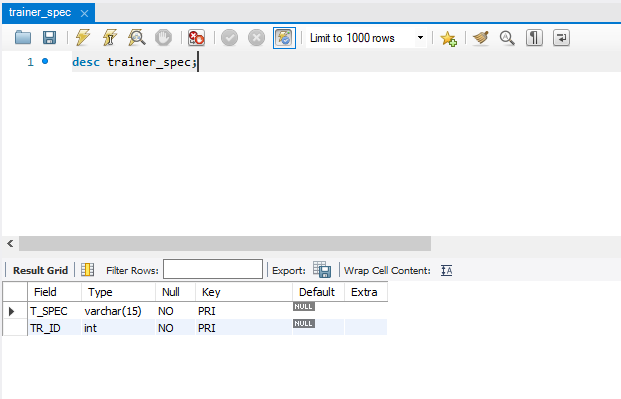 trainer_spec
Limit to 1000 rows
1 desc trainer_spec;
Result Grid Filter Rows: Export: Wrap Cell Content:
Field Type Null Key Default Extra
T_SPEC varchar(15) NO PRI NULL
TR_ID int NO PRI NULL